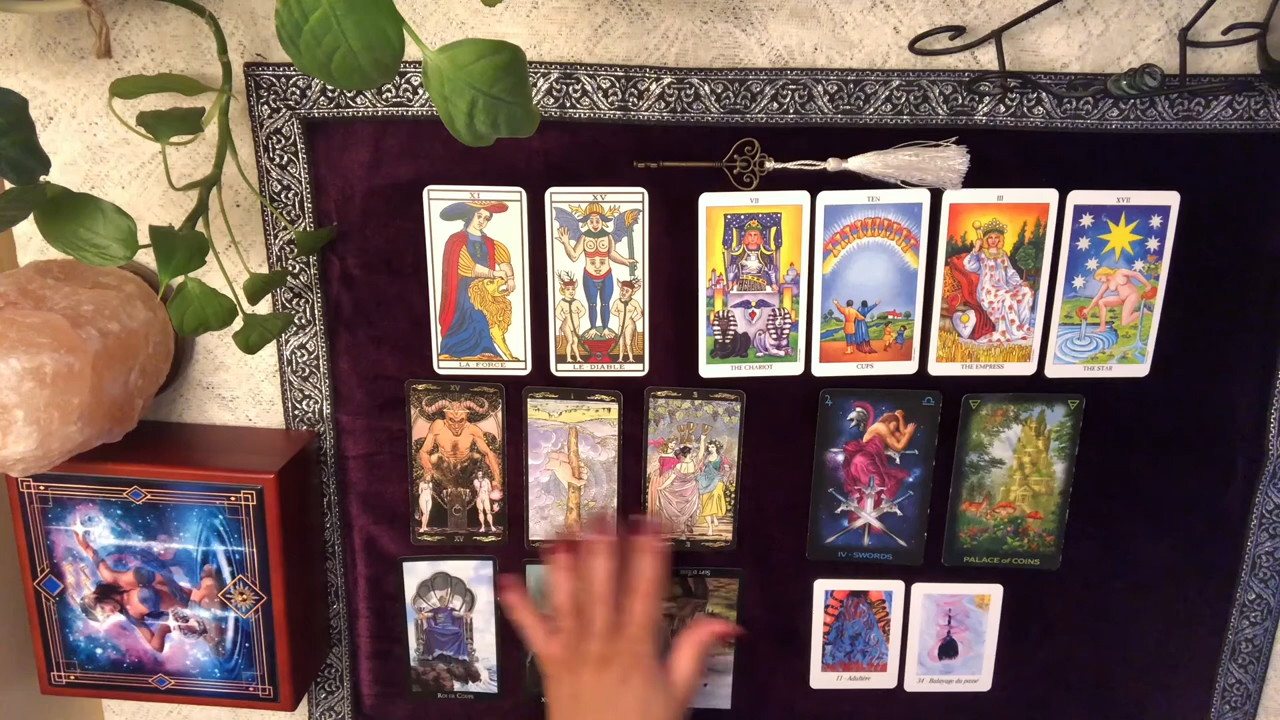 XI
LA FORCE
XV
LE·DIABLE
VII
THE CHARIOT
TEN
CUPS
III
THE EMPRESS
XVII
THE STAR
XV
XV
I
IV · SWORDS
PALACE of COINS
ROI DE COUPE
11 - Adultère
34 - Balayage du passé